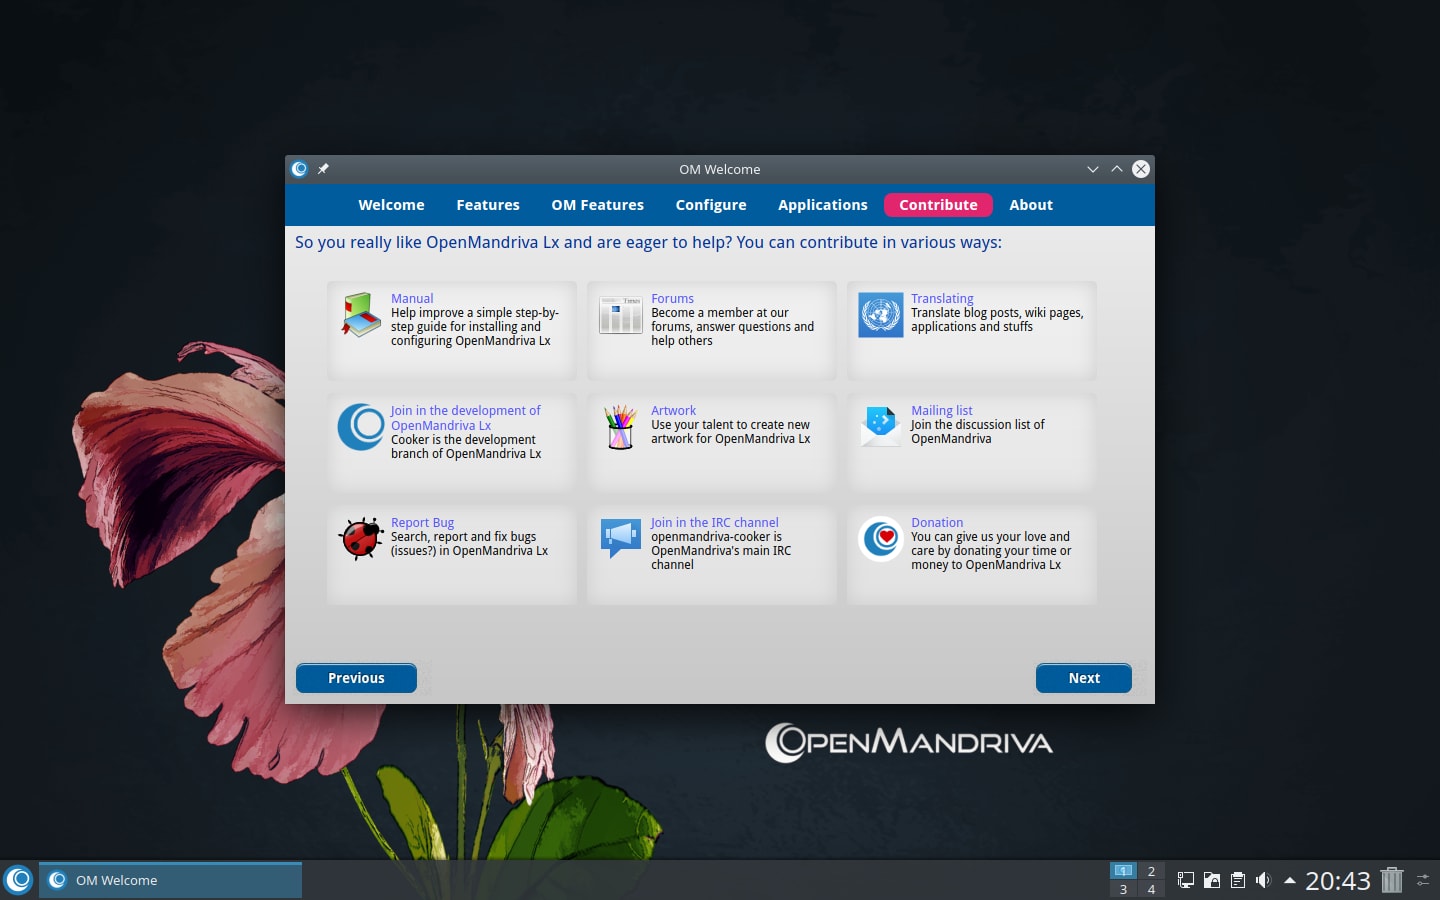 OM Welcome
Welcome
Features
OM Features
Configure
Applications
Contribute
About
So you really like OpenMandriva Lx and are eager to help? You can contribute in various ways:
Manual
Help improve a simple step-by-
step guide for installing and
configuring OpenMandriva Lx
Forums
Become a member at our
forums, answer questions and
help others
Translating
Translate blog posts, wiki pages,
applications and stuffs
Join in the development of
OpenMandriva Lx
Cooker is the development
branch of OpenMandriva Lx
Artwork
Use your talent to create new
artwork for OpenMandriva Lx
Mailing list
Join the discussion list of
OpenMandriva
Report Bug
Search, report and fix bugs
(issues?) in OpenMandriva Lx
Join in the IRC channel
openmandriva-cooker is
OpenMandriva's main IRC
channel
Donation
You can give us your love and
care by donating your time or
money to OpenMandriva Lx
Previous
Next
OpenMandriva
OM Welcome
1
2
3
4
20:43